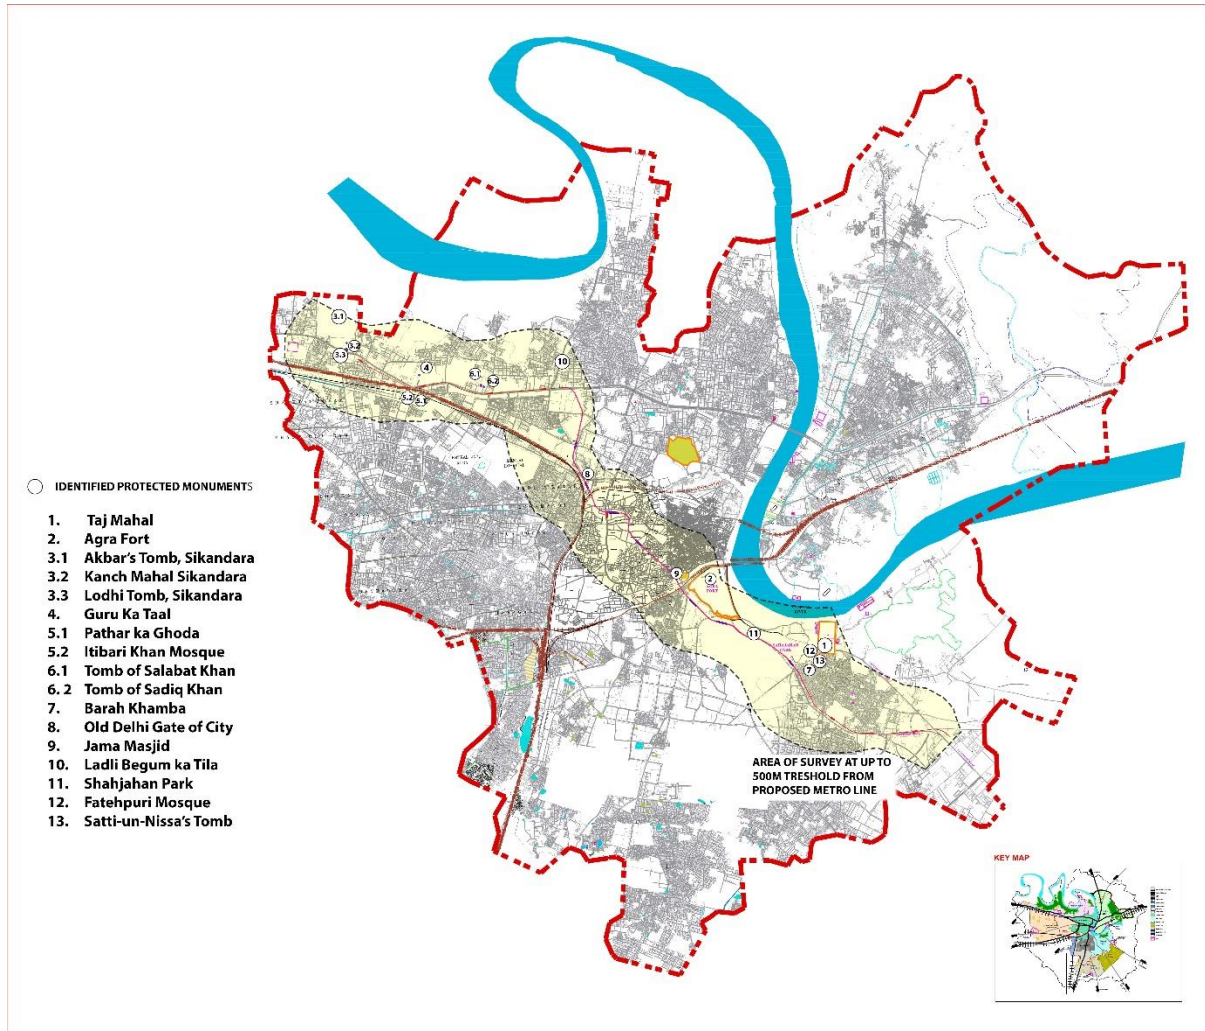 IDENTIFIED PROTECTED MONUMENTS
1. Taj Mahal
2. Agra Fort
3.1 Akbar's Tomb, Sikandara
3.2 Kanch Mahal Sikandara
3.3 Lodhi Tomb, Sikandara
4. Guru Ka Taal
5.1 Pathar ka Ghoda
5.2 Itibari Khan Mosque
6.1 Tomb of Salabat Khan
6. 2 Tomb of Sadiq Khan
7. Barah Khamba
8. Old Delhi Gate of City
9. Jama Masjid
10. Ladli Begum ka Tila
11. Shahjahan Park
12. Fatehpuri Mosque
13. Satti-un-Nissa's Tomb
3.1
3.2
3.3
4
6.1
6.2
10
5.2
5.1
8
9
2
11
1
12
13
7
AREA OF SURVEY AT UP TO
500M TRESHOLD FROM
PROPOSED METRO LINE
KEY MAP